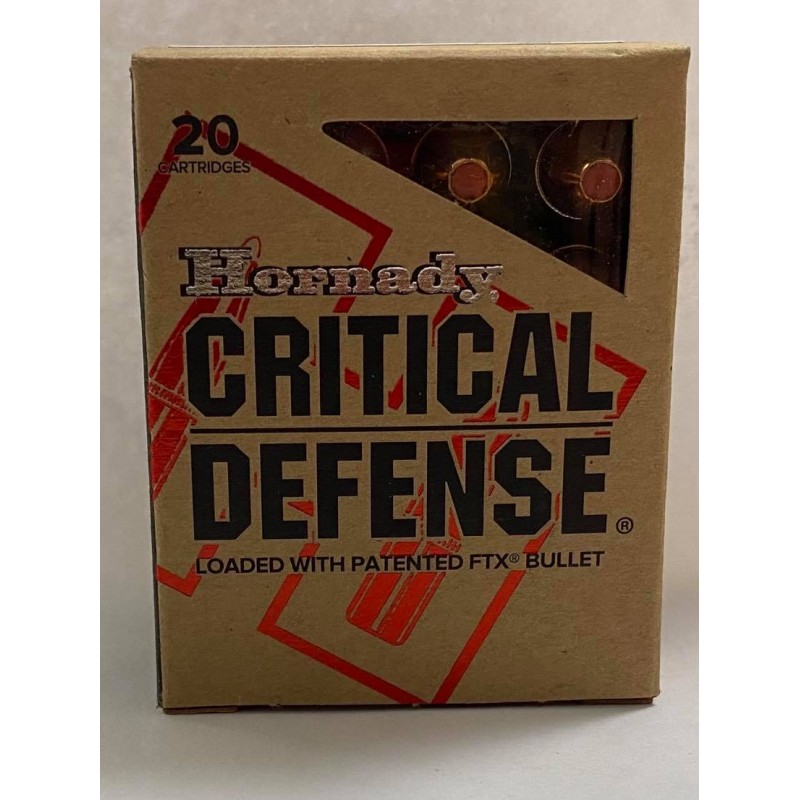 20
CARTRIDGES
Hornady®
CRITICAL
DEFENSE®
LOADED WITH PATENTED FTX® BULLET